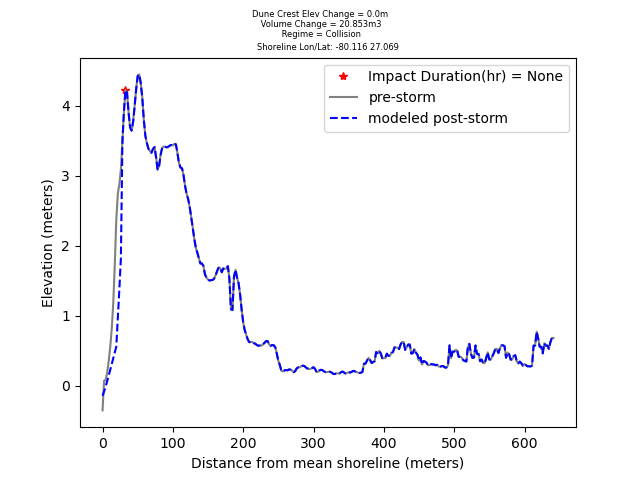 Dune Crest Elev Change = 0.0m
Volume Change = 20.853m3
Regime = Collision
Shoreline Lon/Lat: -80.116 27.069
Impact Duration(hr) = None
pre-storm
modeled post-storm
Elevation (meters)
4
3
2
1
0
0 100 200 300 400 500 600
Distance from mean shoreline (meters)